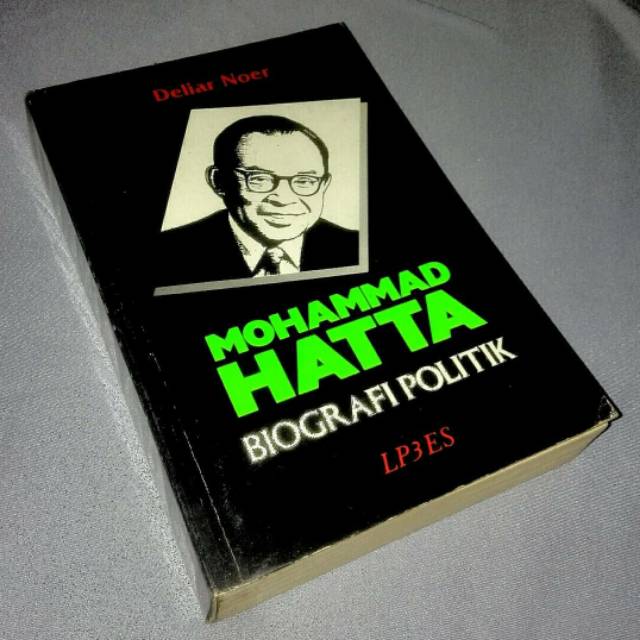 Deliar Noer
MOHAMMAD
HATTA
BIOGRAFI POLITIK
LP3ES